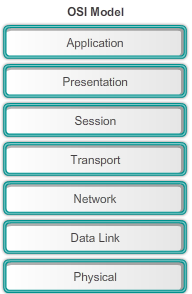 OSI Model
Application
Presentation
Session
Transport
Network
Data Link
Physical